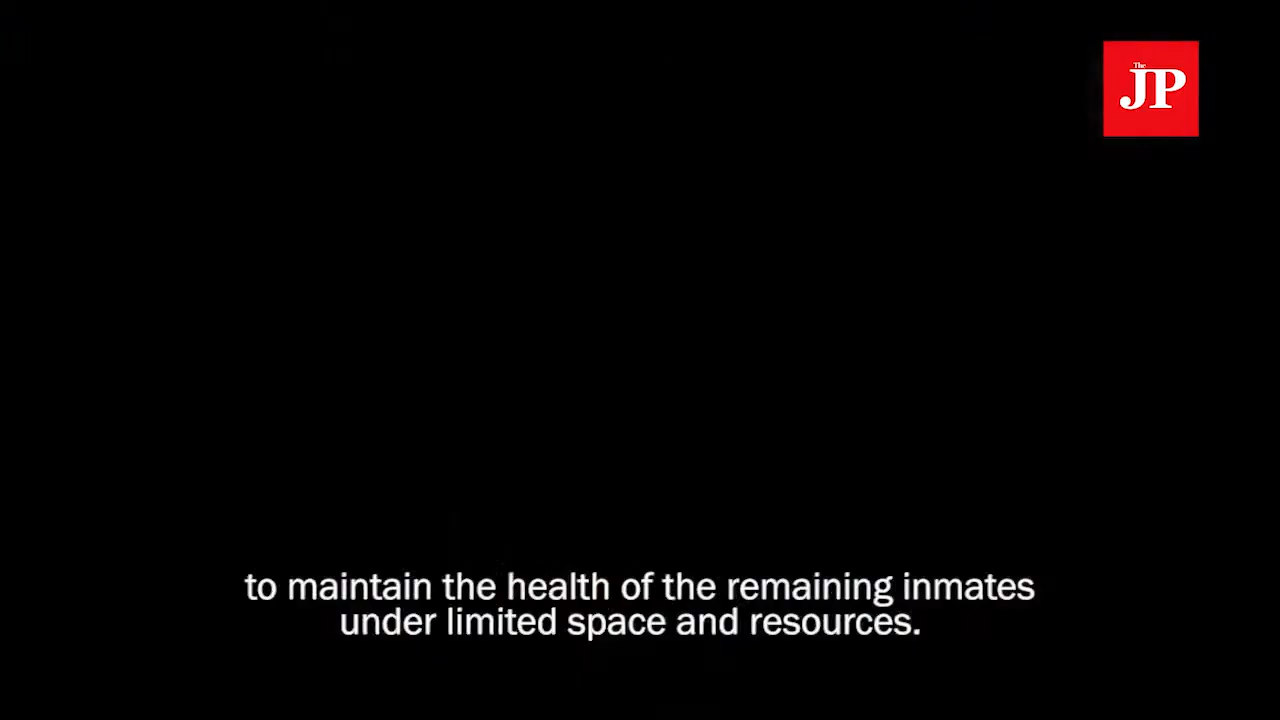 The
JP
to maintain the health of the remaining inmates
under limited space and resources.